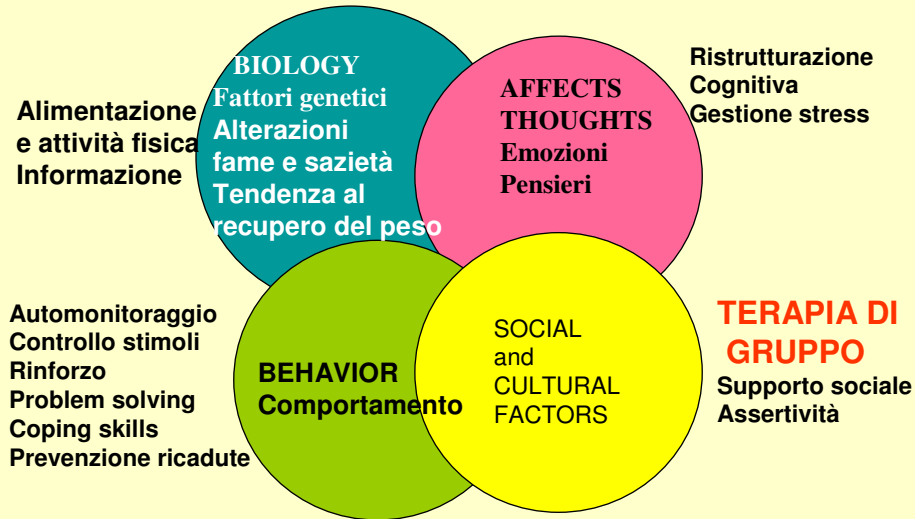 BIOLOGY
Fattori genetici
Alterazioni
fame e sazietà
Tendenza al
recupero del peso
AFFECTS
THOUGHTS
Emozioni
Pensieri
Ristrutturazione
Cognitiva
Gestione stress
Alimentazione
e attività fisica
Informazione
Automonitoraggio
Controllo stimoli
Rinforzo
Problem solving
Coping skills
Prevenzione ricadute
BEHAVIOR
Comportamento
SOCIAL
and
CULTURAL
FACTORS
TERAPIA DI
GRUPPO
Supporto sociale
Assertività